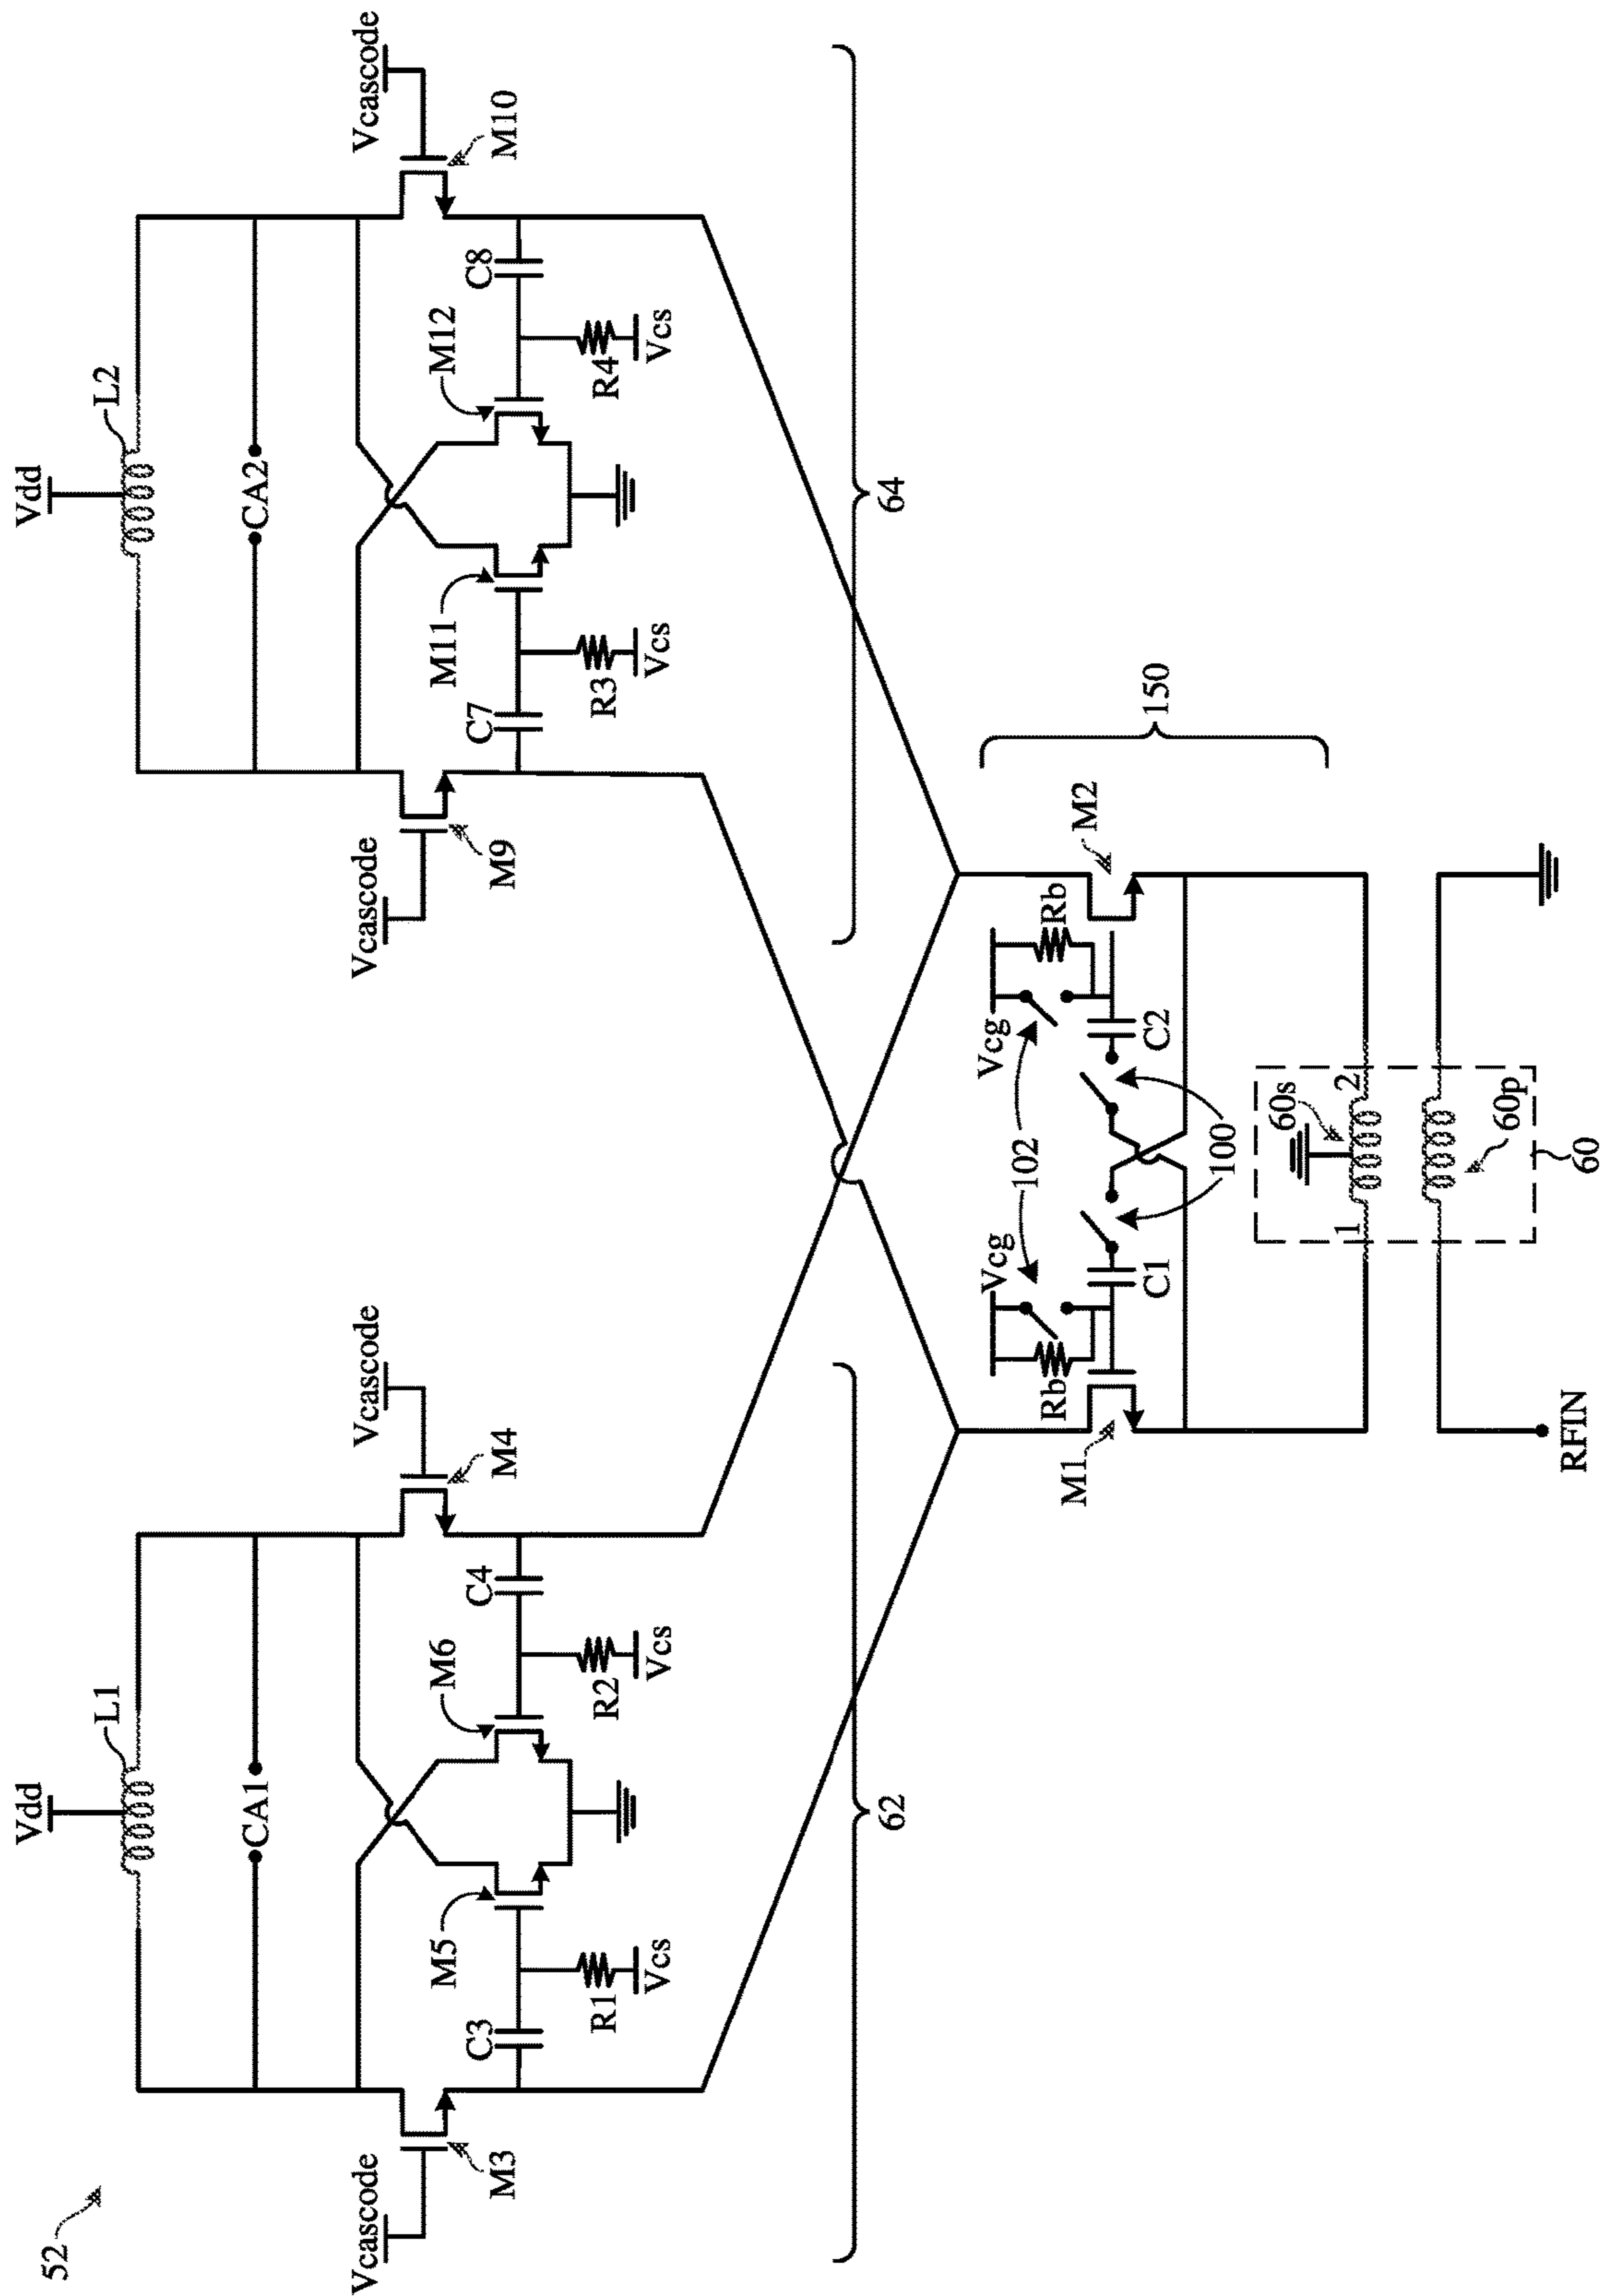 52
Vdd
Vdd
L1
L2
CA1
CA2
Vcascode
Vcascode
Vcascode
Vcascode
M3
M4
M9
M10
C3
M5
M6
C4
C7
M11
M12
C8
R1
Vcs
R2
Vcs
R3
Vcs
R4
Vcs
62
64
Vcg
Vcg
Rb
Rb
102
M1
M2
150
C1
C2
100
60s
1
2
60p
60
RFIN